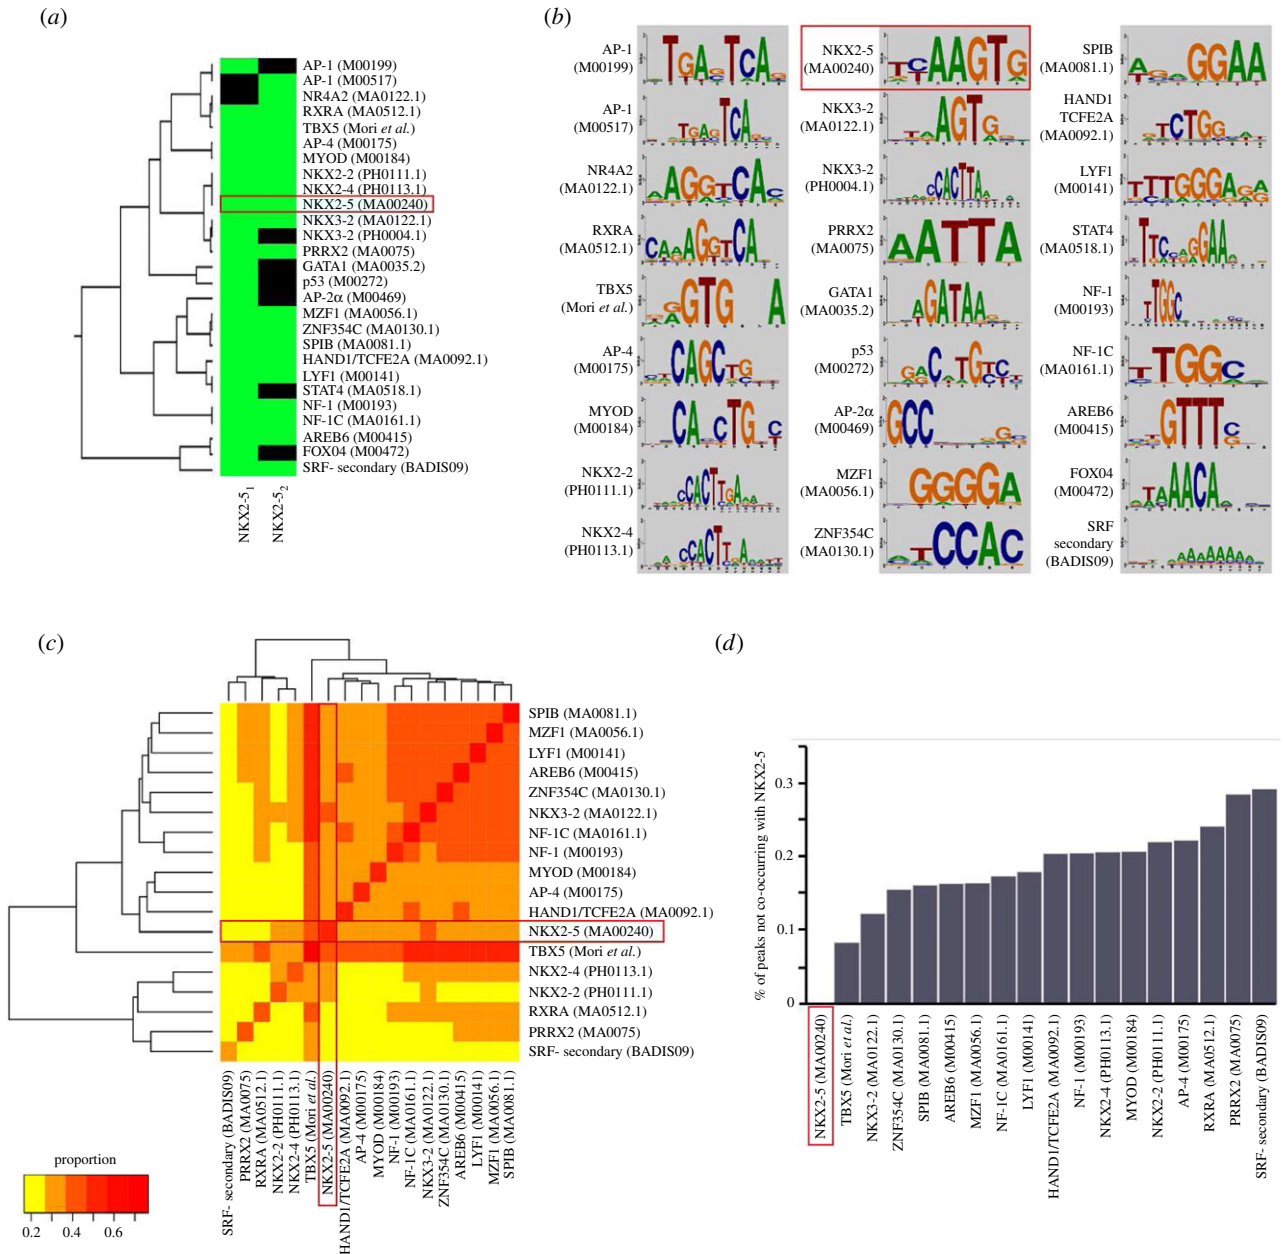 (a)
AP-1 (M00199)
AP-1 (M00517)
NR4A2 (MA0122.1)
RXRA (MA0512.1)
TBX5 (Mori et al.)
AP-4 (M00175)
MYOD (M00184)
NKX2-2 (PH0111.1)
NKX2-4 (PH0113.1)
NKX2-5 (MA00240)
NKX3-2 (MA0122.1)
NKX3-2 (PH0004.1)
PRRX2 (MA0075)
GATA1 (MA0035.2)
p53 (M00272)
AP-2α (M00469)
MZF1 (MA0056.1)
ZNF354C (MA0130.1)
SPIB (MA0081.1)
HAND1/TCFE2A (MA0092.1)
LYF1 (M00141)
STAT4 (MA0518.1)
NF-1 (M00193)
NF-1C (MA0161.1)
AREB6 (M00415)
FOX04 (M00472)
SRF- secondary (BADIS09)
NKX2-5₁
NKX2-5₂
(b)
AP-1
(M00199)
AP-1
(M00517)
NR4A2
(MA0122.1)
RXRA
(MA0512.1)
TBX5
(Mori et al.)
AP-4
(M00175)
MYOD
(M00184)
NKX2-2
(PH0111.1)
NKX2-4
(PH0113.1)
NKX2-5
(MA00240)
NKX3-2
(MA0122.1)
NKX3-2
(PH0004.1)
PRRX2
(MA0075)
GATA1
(MA0035.2)
p53
(M00272)
AP-2α
(M00469)
MZF1
(MA0056.1)
ZNF354C
(MA0130.1)
SPIB
(MA0081.1)
HAND1
TCFE2A
(MA0092.1)
LYF1
(M00141)
STAT4
(MA0518.1)
NF-1
(M00193)
NF-1C
(MA0161.1)
AREB6
(M00415)
FOX04
(M00472)
SRF
secondary
(BADIS09)
(c)
SPIB (MA0081.1)
MZF1 (MA0056.1)
LYF1 (M00141)
AREB6 (M00415)
ZNF354C (MA0130.1)
NKX3-2 (MA0122.1)
NF-1C (MA0161.1)
NF-1 (M00193)
MYOD (M00184)
AP-4 (M00175)
HAND1/TCFE2A (MA0092.1)
NKX2-5 (MA00240)
TBX5 (Mori et al.)
NKX2-4 (PH0113.1)
NKX2-2 (PH0111.1)
RXRA (MA0512.1)
PRRX2 (MA0075)
SRF- secondary (BADIS09)
SRF- secondary (BADIS09)
PRRX2 (MA0075)
RXRA (MA0512.1)
NKX2-2 (PH0111.1)
NKX2-4 (PH0113.1)
TBX5 (Mori et al.)
NKX2-5 (MA00240)
HAND1/TCFE2A (MA0092.1)
AP-4 (M00175)
MYOD (M00184)
NF-1 (M00193)
NF-1C (MA0161.1)
NKX3-2 (MA0122.1)
ZNF354C (MA0130.1)
AREB6 (M00415)
LYF1 (M00141)
MZF1 (MA0056.1)
SPIB (MA0081.1)
proportion
0.2 0.4 0.6
(d)
% of peaks not co-occurring with NKX2-5
0.3
0.2
0.1
0
NKX2-5 (MA00240)
TBX5 (Mori et al.)
NKX3-2 (MA0122.1)
ZNF354C (MA0130.1)
SPIB (MA0081.1)
AREB6 (M00415)
MZF1 (MA0056.1)
NF-1C (MA0161.1)
LYF1 (M00141)
HAND1/TCFE2A (MA0092.1)
NF-1 (M00193)
NKX2-4 (PH0113.1)
MYOD (M00184)
NKX2-2 (PH0111.1)
AP-4 (M00175)
RXRA (MA0512.1)
PRRX2 (MA0075)
SRF- secondary (BADIS09)